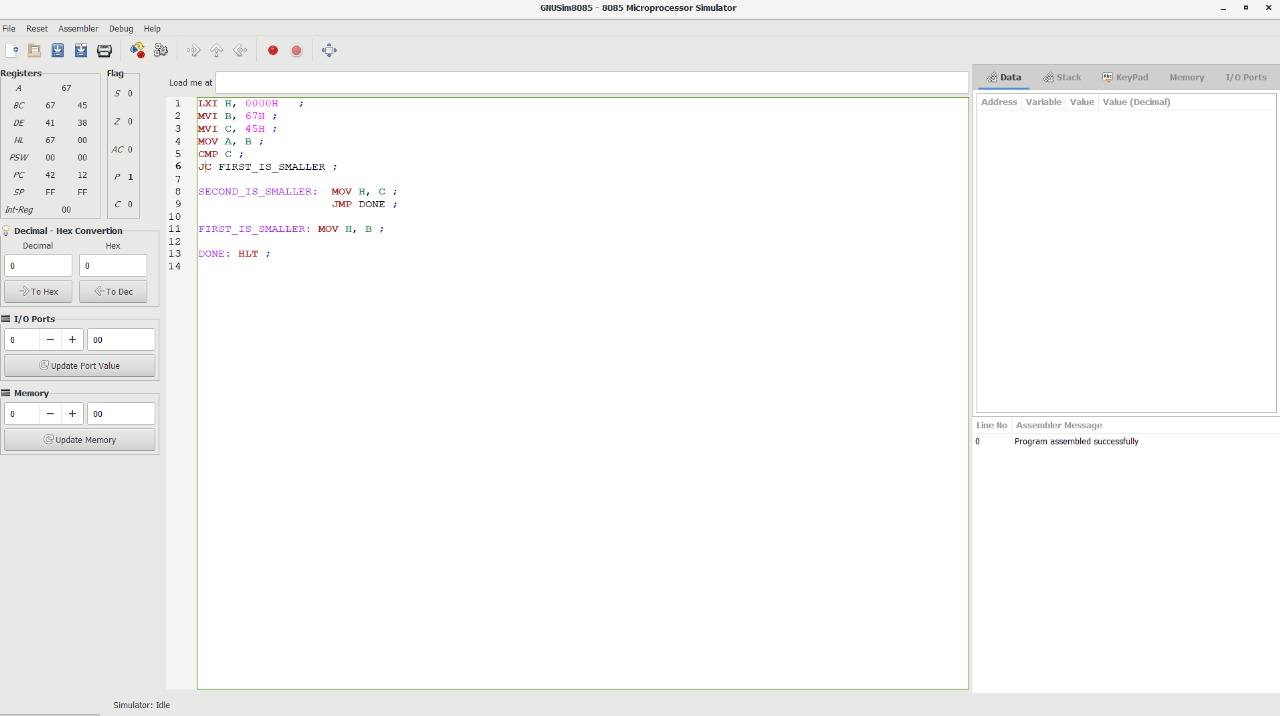 GNUSim8085 - 8085 Microprocessor Simulator
File Reset Assembler Debug Help
Registers
A 67
BC 67 45
DE 41 38
HL 67 00
PSW 00 00
PC 42 12
SP FF FF
Int-Reg 00
Flag
S 0
Z 0
AC 0
P 1
C 0
Decimal - Hex Convertion
Decimal Hex
0 0
To Hex To Dec
I/O Ports
0 − + 00
Update Port Value
Memory
0 − + 00
Update Memory
Load me at
1 LXI H, 0000H ;
2 MVI B, 67H ;
3 MVI C, 45H ;
4 MOV A, B ;
5 CMP C ;
6 JC FIRST_IS_SMALLER ;
7
8 SECOND_IS_SMALLER: MOV H, C ;
9 JMP DONE ;
10
11 FIRST_IS_SMALLER: MOV H, B ;
12
13 DONE: HLT ;
14
Data Stack KeyPad Memory I/O Ports
Address Variable Value Value (Decimal)
Line No Assembler Message
0 Program assembled successfully
Simulator: Idle